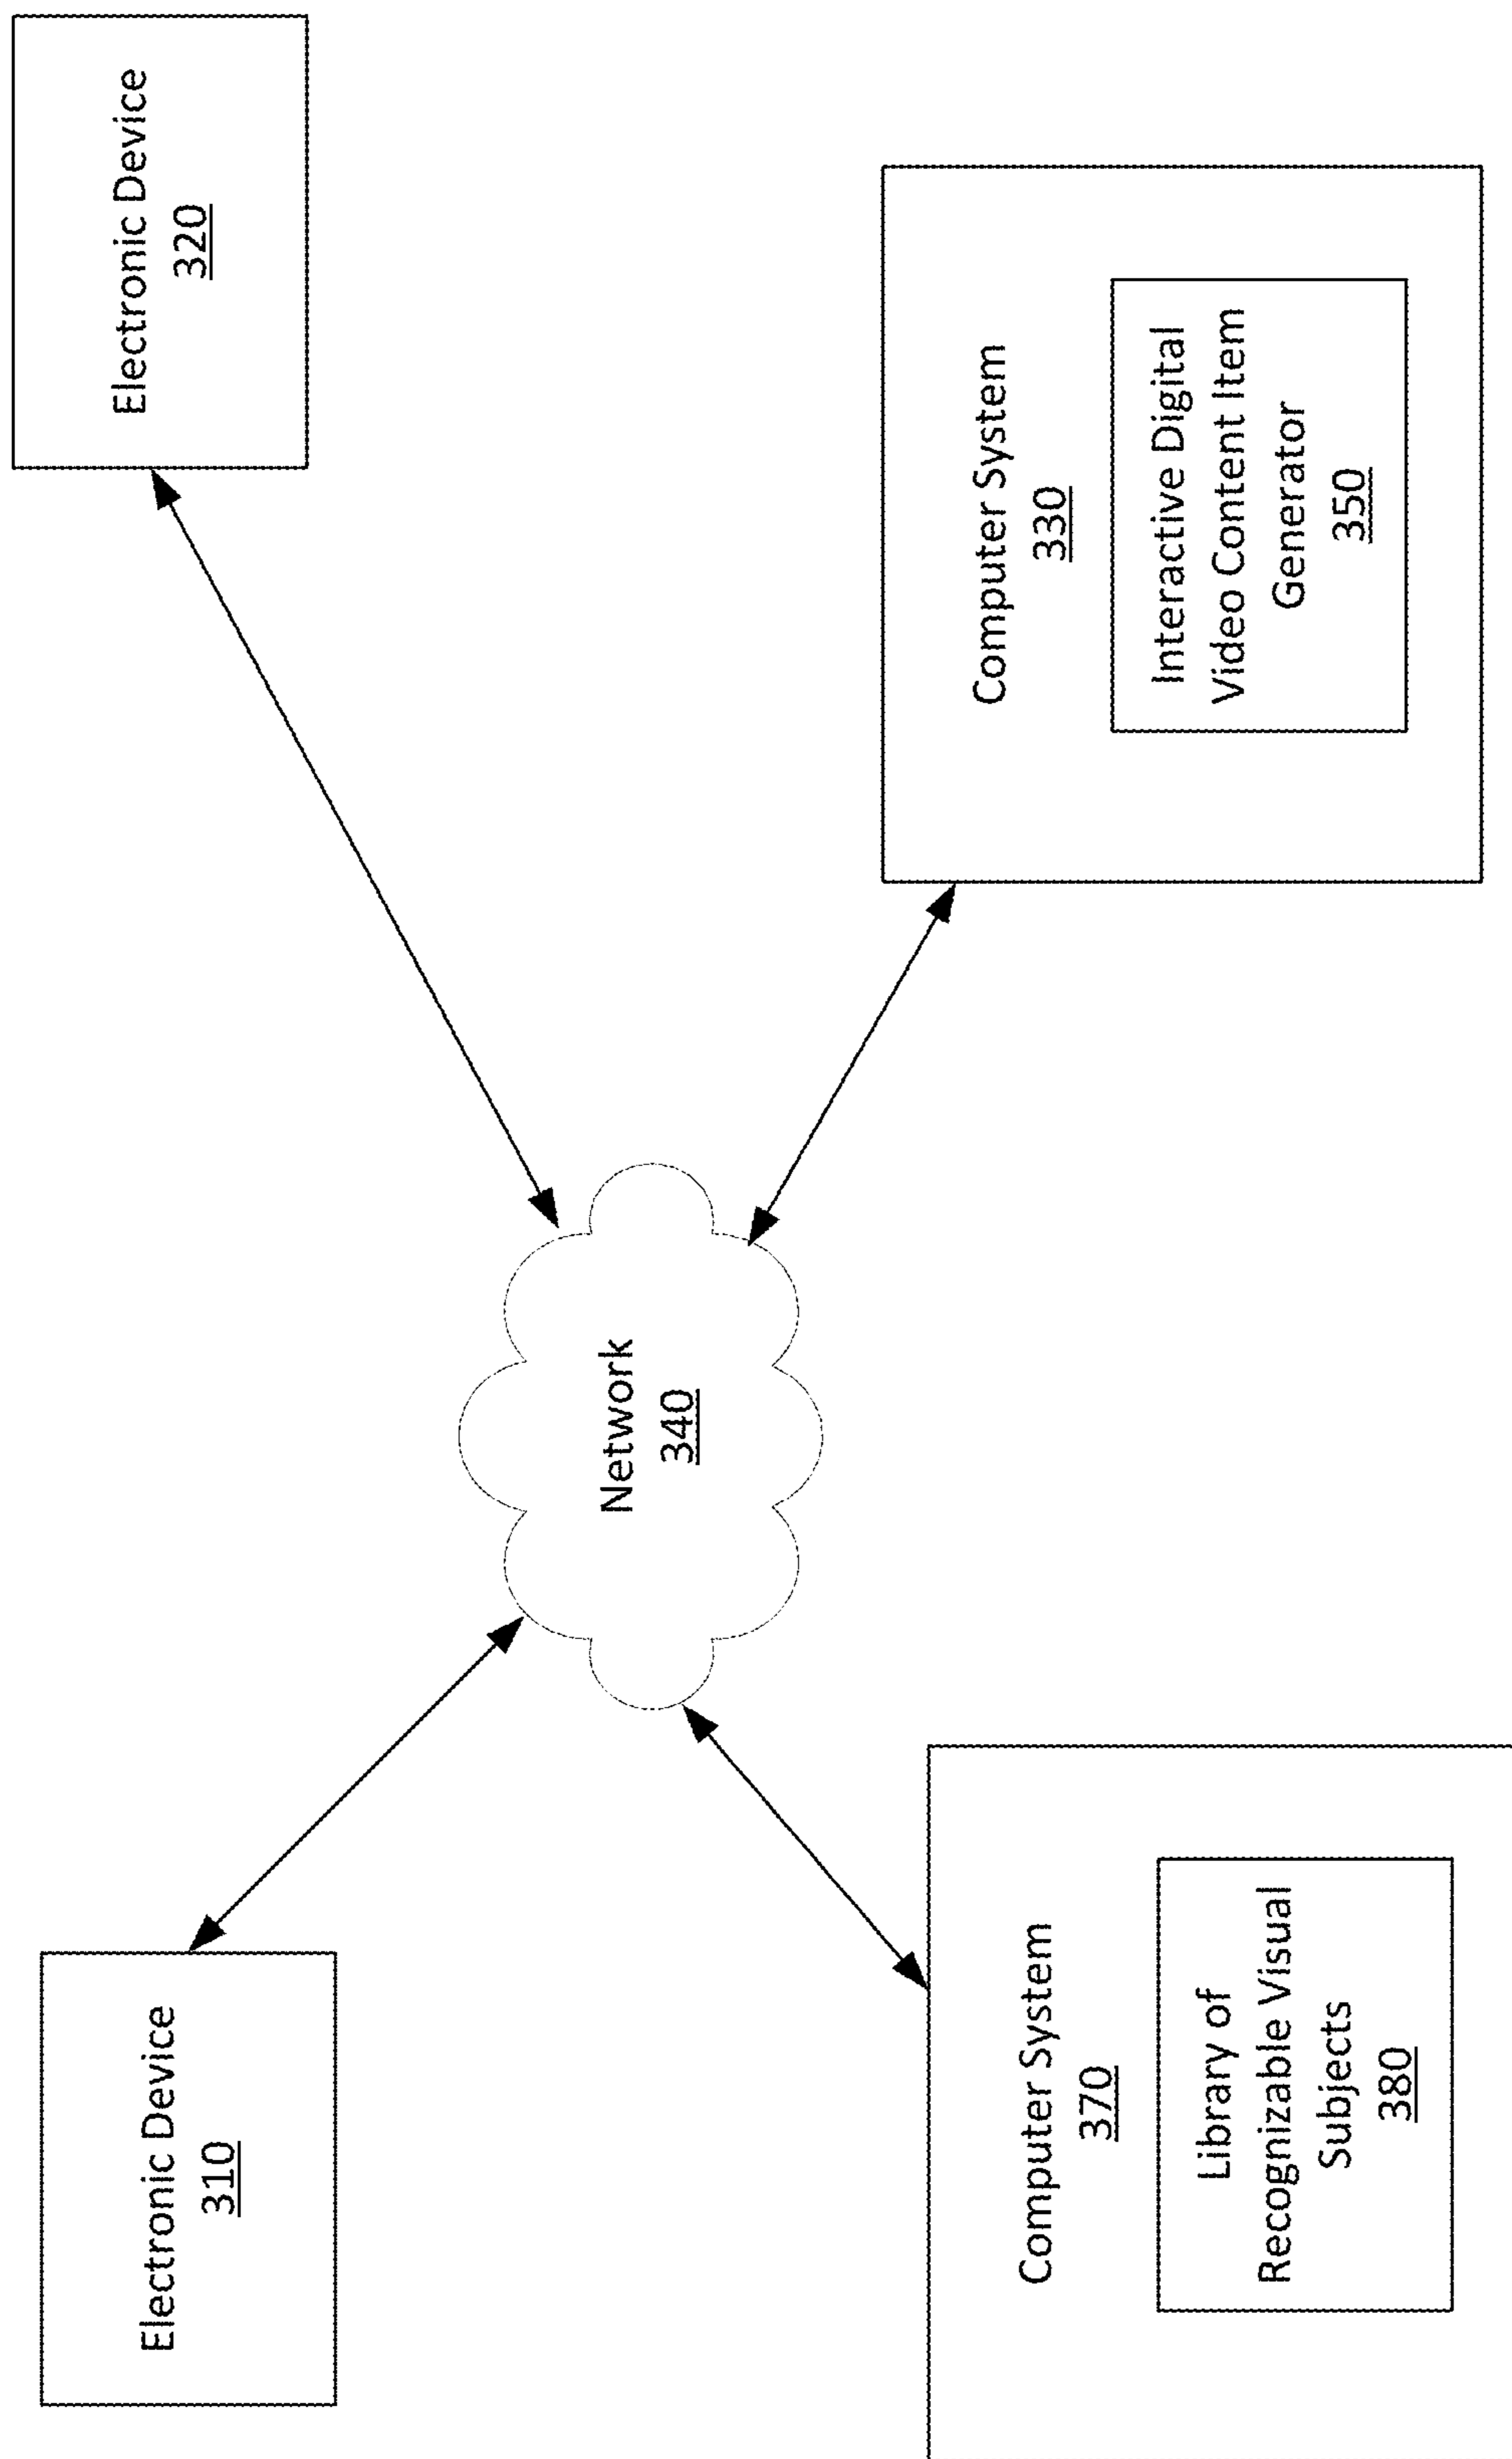 Electronic Device
310
Electronic Device
320
Network
340
Computer System
370
Library of
Recognizable Visual
Subjects
380
Computer System
330
Interactive Digital
Video Content Item
Generator
350